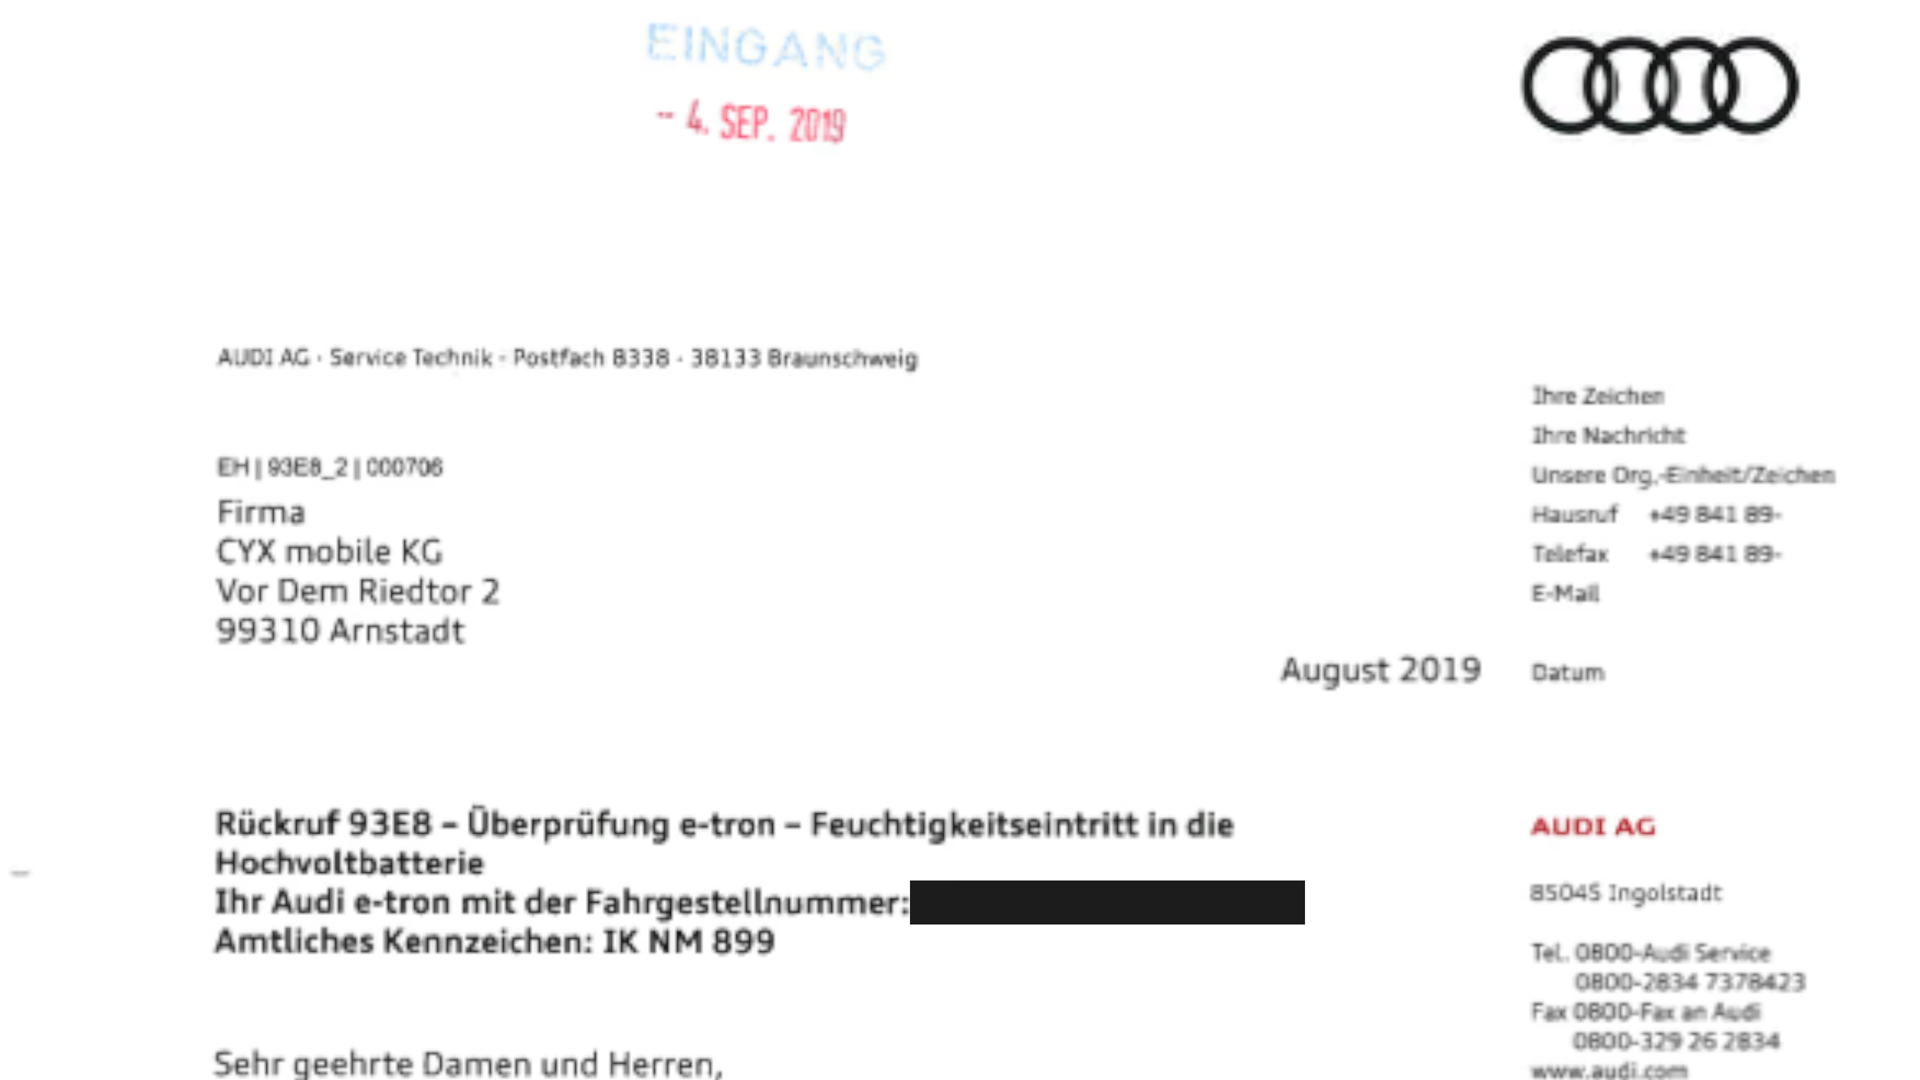 EINGANG
-- 4. SEP. 2019
AUDI AG · Service Technik · Postfach 8338 · 38133 Braunschweig
Ihre Zeichen
Ihre Nachricht
Unsere Org.-Einheit/Zeichen
Hausruf +49 841 89-
Telefax +49 841 89-
E-Mail
EH | 93E8_2 | 000706
Firma
CYX mobile KG
Vor Dem Riedtor 2
99310 Arnstadt
August 2019 Datum
Rückruf 93E8 – Überprüfung e-tron – Feuchtigkeitseintritt in die
Hochvoltbatterie
Ihr Audi e-tron mit der Fahrgestellnummer:
Amtliches Kennzeichen: IK NM 899
Sehr geehrte Damen und Herren,
AUDI AG
85045 Ingolstadt
Tel. 0800-Audi Service
0800-2834 7378423
Fax 0800-Fax an Audi
0800-329 26 2834
www.audi.com